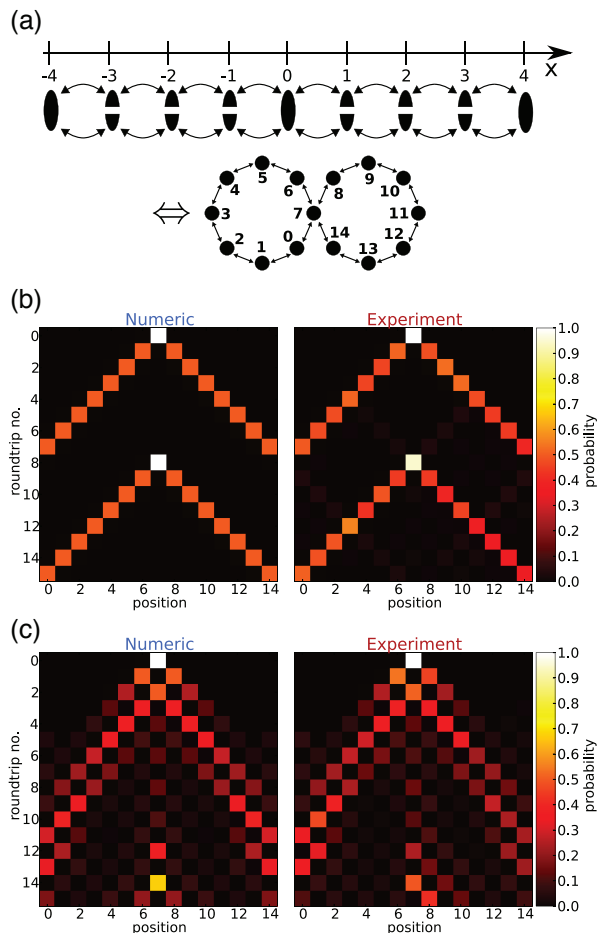 (a)
-4 -3 -2 -1 0 1 2 3 4 x
5 9
4 6 8 10
3 7 11
2 0 14 12
1 13
(b)
Numeric Experiment
0 2 4 6 8 10 12 14
roundtrip no.
1.0 0.9 0.8 0.7 0.6 0.5 0.4 0.3 0.2 0.1 0.0
probability
0 2 4 6 8 10 12 14 0 2 4 6 8 10 12 14
position position
(c)
Numeric Experiment
0 2 4 6 8 10 12 14
roundtrip no.
1.0 0.9 0.8 0.7 0.6 0.5 0.4 0.3 0.2 0.1 0.0
probability
0 2 4 6 8 10 12 14 0 2 4 6 8 10 12 14
position position